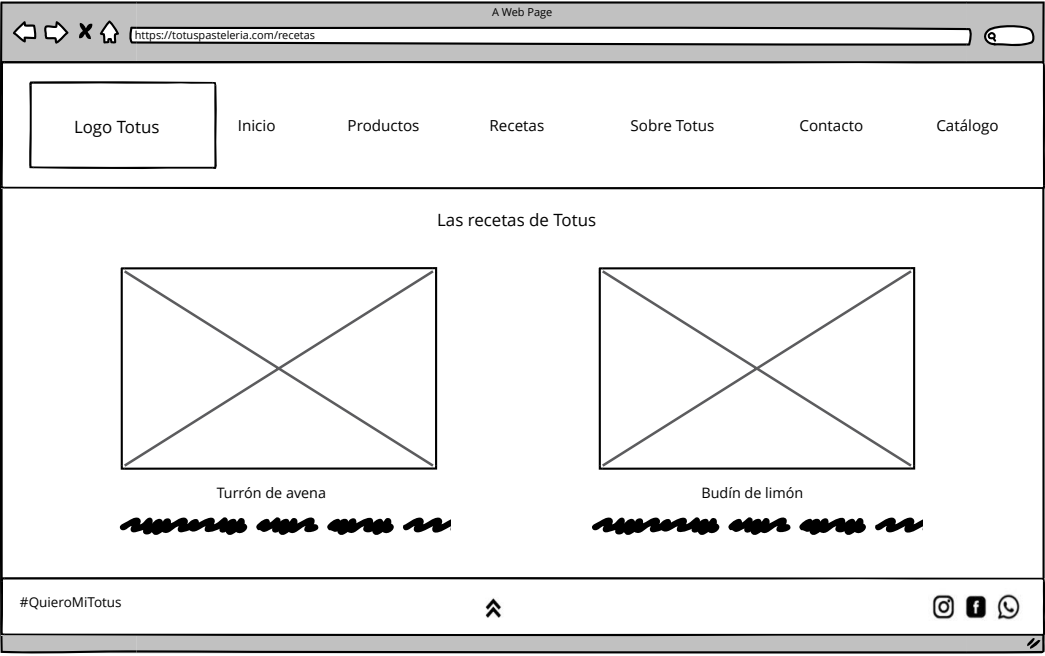 A Web Page
https://totuspasteleria.com/recetas
Logo Totus
Inicio
Productos
Recetas
Sobre Totus
Contacto
Catálogo
Las recetas de Totus
Turrón de avena
Budín de limón
#QuieroMiTotus